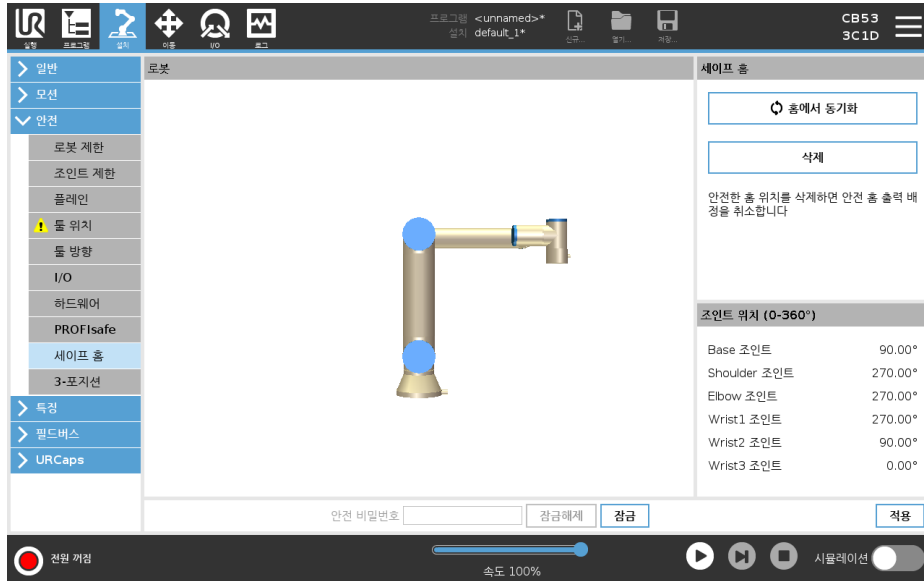 프로그램 <unnamed>*
설치 default_1*
CB53
3C1D
실행
프로그램
설치
이동
I/O
로그
신규...
열기...
저장...
일반
모션
안전
로봇 제한
조인트 제한
플레인
툴 위치
툴 방향
I/O
하드웨어
PROFIsafe
세이프 홈
3-포지션
특징
필드버스
URCaps
로봇
세이프 홈
홈에서 동기화
삭제
안전한 홈 위치를 삭제하면 안전 홈 출력 배
정을 취소합니다
조인트 위치 (0-360°)
Base 조인트 90.00°
Shoulder 조인트 270.00°
Elbow 조인트 270.00°
Wrist1 조인트 270.00°
Wrist2 조인트 90.00°
Wrist3 조인트 0.00°
안전 비밀번호
잠금해제
잠금
적용
전원 꺼짐
속도 100%
시뮬레이션